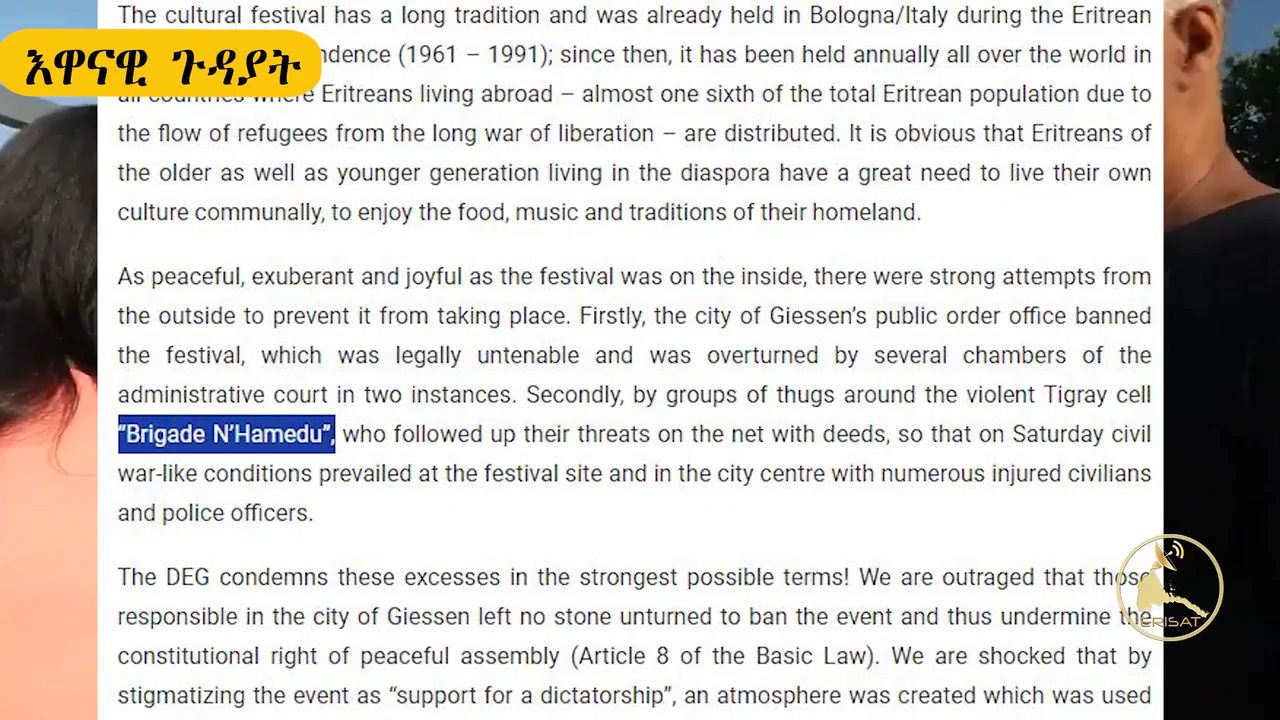 The cultural festival has a long tradition and was already held in Bologna/Italy during the Eritrean
እዋናዊ ጉዳያት
ndence (1961 – 1991); since then, it has been held annually all over the world in
all countries where Eritreans living abroad – almost one sixth of the total Eritrean population due to
the flow of refugees from the long war of liberation – are distributed. It is obvious that Eritreans of
the older as well as younger generation living in the diaspora have a great need to live their own
culture communally, to enjoy the food, music and traditions of their homeland.
As peaceful, exuberant and joyful as the festival was on the inside, there were strong attempts from
the outside to prevent it from taking place. Firstly, the city of Giessen’s public order office banned
the festival, which was legally untenable and was overturned by several chambers of the
administrative court in two instances. Secondly, by groups of thugs around the violent Tigray cell
“Brigade N’Hamedu”, who followed up their threats on the net with deeds, so that on Saturday civil
war-like conditions prevailed at the festival site and in the city centre with numerous injured civilians
and police officers.
The DEG condemns these excesses in the strongest possible terms! We are outraged that those
responsible in the city of Giessen left no stone unturned to ban the event and thus undermine the
ERISAT
constitutional right of peaceful assembly (Article 8 of the Basic Law). We are shocked that by
stigmatizing the event as “support for a dictatorship”, an atmosphere was created which was used